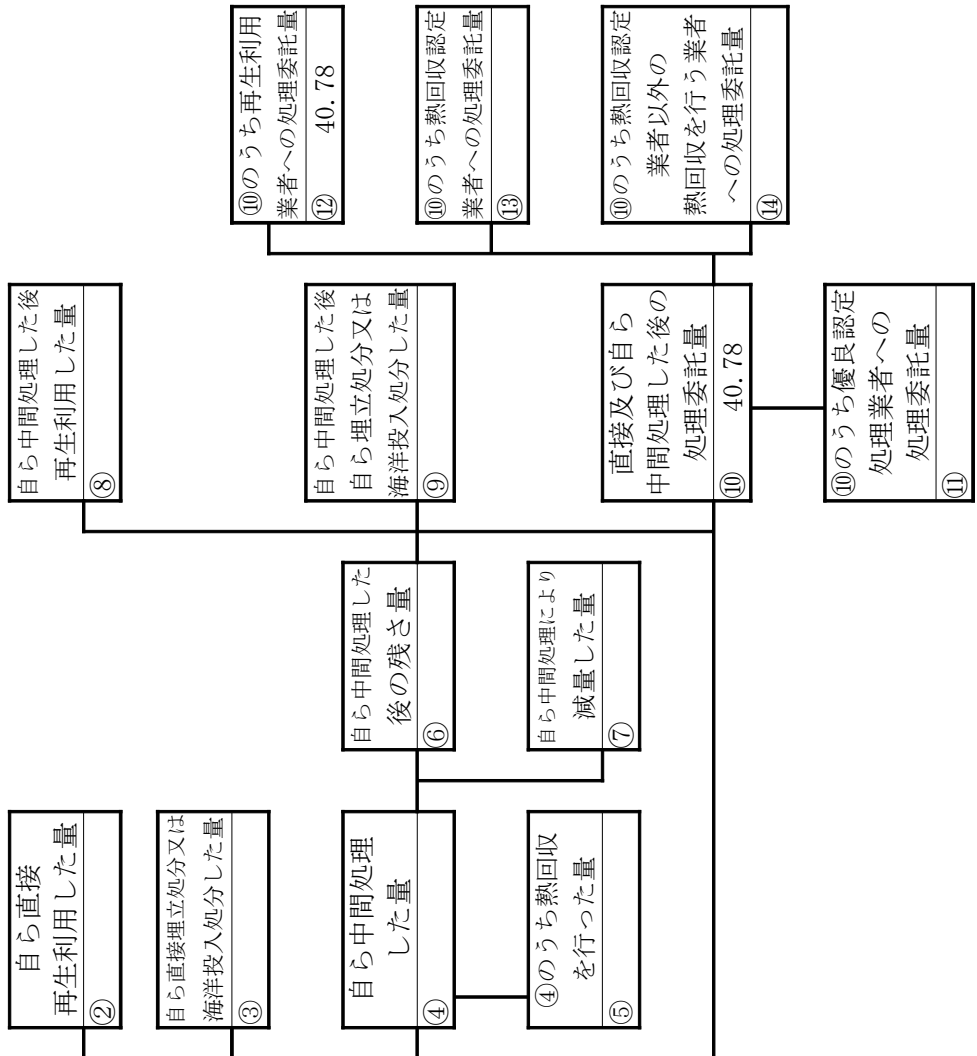 自ら直接
再生利用した量
②
自ら直接埋立処分又は
海洋投入処分した量
③
自ら中間処理
した量
④
④のうち熱回収
を行った量
⑤
自ら中間処理した
後の残さ量
⑥
自ら中間処理により
減量した量
⑦
自ら中間処理した後
再生利用した量
⑧
自ら中間処理した後
自ら埋立処分又は
海洋投入処分した量
⑨
直接及び自ら
中間処理した後の
処理委託量
⑩ 40.78
⑩のうち優良認定
処理業者への
処理委託量
⑪
⑩のうち再生利用
業者への処理委託量
⑫ 40.78
⑩のうち熱回収認定
業者への処理委託量
⑬
⑩のうち熱回収認定
業者以外の
熱回収を行う業者
への処理委託量
⑭